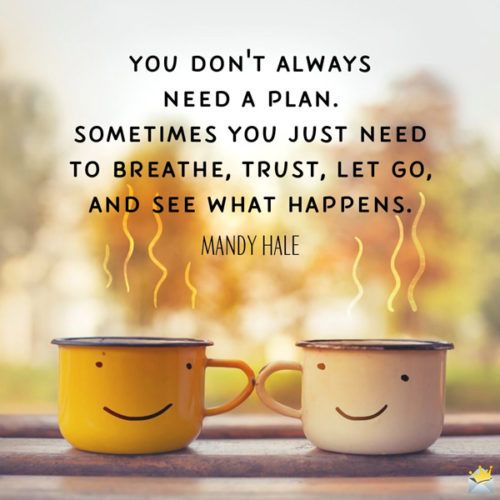 YOU DON'T ALWAYS
NEED A PLAN.
SOMETIMES YOU JUST NEED
TO BREATHE, TRUST, LET GO,
AND SEE WHAT HAPPENS.
MANDY HALE